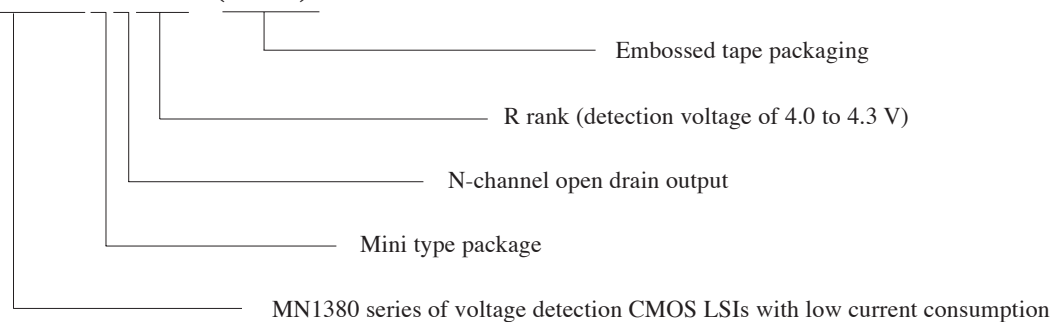 Embossed tape packaging
R rank (detection voltage of 4.0 to 4.3 V)
N-channel open drain output
Mini type package
MN1380 series of voltage detection CMOS LSIs with low current consumption